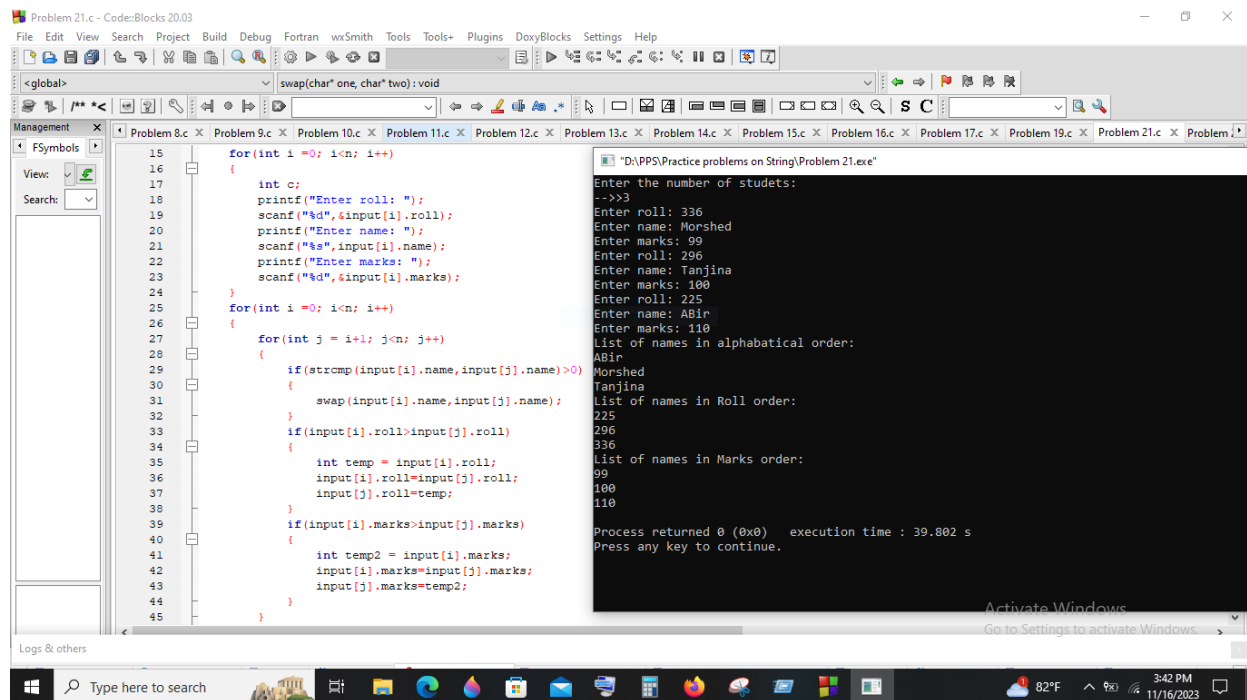 Problem 21.c - Code::Blocks 20.03
File Edit View Search Project Build Debug Fortran wxSmith Tools Tools+ Plugins DoxyBlocks Settings Help
<global> swap(char* one, char* two) : void
/** *< .* S C
Management X Problem 8.c X Problem 9.c X Problem 10.c X Problem 11.c X Problem 12.c X Problem 13.c X Problem 14.c X Problem 15.c X Problem 16.c X Problem 17.c X Problem 19.c X Problem 21.c X Problem
FSymbols
View:
Search:
15 for(int i =0; i<n; i++)
16 {
17 int c;
18 printf("Enter roll: ");
19 scanf("%d",&input[i].roll);
20 printf("Enter name: ");
21 scanf("%s",input[i].name);
22 printf("Enter marks: ");
23 scanf("%d",&input[i].marks);
24 }
25 for(int i =0; i<n; i++)
26 {
27 for(int j = i+1; j<n; j++)
28 {
29 if(strcmp(input[i].name,input[j].name)>0)
30 {
31 swap(input[i].name,input[j].name);
32 }
33 if(input[i].roll>input[j].roll)
34 {
35 int temp = input[i].roll;
36 input[i].roll=input[j].roll;
37 input[j].roll=temp;
38 }
39 if(input[i].marks>input[j].marks)
40 {
41 int temp2 = input[i].marks;
42 input[i].marks=input[j].marks;
43 input[j].marks=temp2;
44 }
45 }
"D:\PPS\Practice problems on String\Problem 21.exe"
Enter the number of studets:
-->>3
Enter roll: 336
Enter name: Morshed
Enter marks: 99
Enter roll: 296
Enter name: Tanjina
Enter marks: 100
Enter roll: 225
Enter name: ABir
Enter marks: 110
List of names in alphabatical order:
ABir
Morshed
Tanjina
List of names in Roll order:
225
296
336
List of names in Marks order:
99
100
110
Process returned 0 (0x0) execution time : 39.802 s
Press any key to continue.
Activate Windows
Go to Settings to activate Windows.
Logs & others
Type here to search
82°F
3:42 PM
11/16/2023